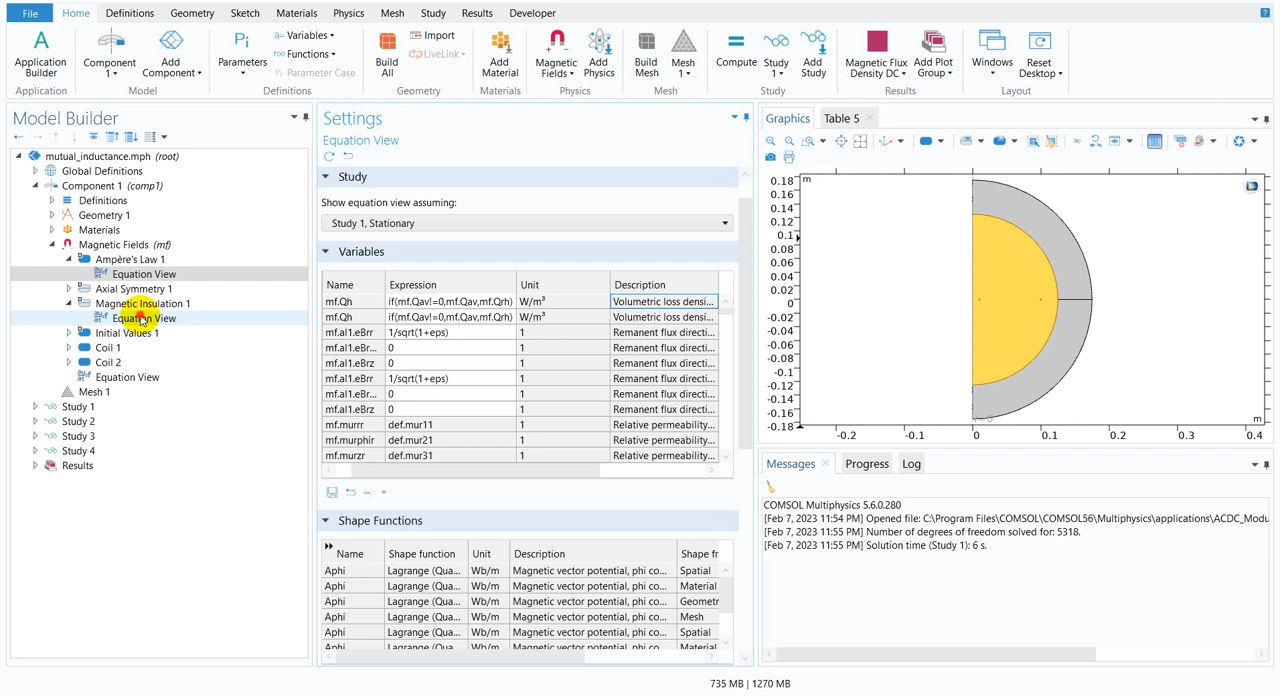 File Home Definitions Geometry Sketch Materials Physics Mesh Study Results Developer
Application Builder
Component 1
Add Component
Parameters
a= Variables
f(x) Functions
Pi Parameter Case
Build All
Import
LiveLink
Add Material
Magnetic Fields
Add Physics
Build Mesh
Mesh 1
Compute
Study 1
Add Study
Magnetic Flux Density DC
Add Plot Group
Windows
Reset Desktop
Application Model Definitions Geometry Materials Physics Mesh Study Results Layout
Model Builder
mutual_inductance.mph (root)
Global Definitions
Component 1 (comp1)
Definitions
Geometry 1
Materials
Magnetic Fields (mf)
Ampère's Law 1
Equation View
Axial Symmetry 1
Magnetic Insulation 1
Equation View
Initial Values 1
Coil 1
Coil 2
Equation View
Mesh 1
Study 1
Study 2
Study 3
Study 4
Results
Settings
Equation View
Study
Show equation view assuming:
Study 1, Stationary
Variables
Name Expression Unit Description
mf.Qh if(mf.Qav!=0,mf.Qav,mf.Qrh) W/m³ Volumetric loss densi...
mf.Qh if(mf.Qav!=0,mf.Qav,mf.Qrh) W/m³ Volumetric loss densi...
mf.al1.eBrr 1/sqrt(1+eps) 1 Remanent flux directi...
mf.al1.eBr... 0 1 Remanent flux directi...
mf.al1.eBrz 0 1 Remanent flux directi...
mf.al1.eBrr 1/sqrt(1+eps) 1 Remanent flux directi...
mf.al1.eBr... 0 1 Remanent flux directi...
mf.al1.eBrz 0 1 Remanent flux directi...
mf.murrr def.mur11 1 Relative permeability...
mf.murphir def.mur21 1 Relative permeability...
mf.murzr def.mur31 1 Relative permeability...
Shape Functions
Name Shape function Unit Description Shape fr
Aphi Lagrange (Qua... Wb/m Magnetic vector potential, phi co... Spatial
Aphi Lagrange (Qua... Wb/m Magnetic vector potential, phi co... Material
Aphi Lagrange (Qua... Wb/m Magnetic vector potential, phi co... Geometr
Aphi Lagrange (Qua... Wb/m Magnetic vector potential, phi co... Mesh
Aphi Lagrange (Qua... Wb/m Magnetic vector potential, phi co... Spatial
Aphi Lagrange (Qua... Wb/m Magnetic vector potential, phi co... Material
Graphics Table 5
m
0.18
0.16
0.14
0.12
0.1
0.08
0.06
0.04
0.02
0
-0.02
-0.04
-0.06
-0.08
-0.1
-0.12
-0.14
-0.16
-0.18
m
-0.2 -0.1 0 0.1 0.2 0.3 0.4
Messages Progress Log
COMSOL Multiphysics 5.6.0.280
[Feb 7, 2023 11:54 PM] Opened file: C:\Program Files\COMSOL\COMSOL56\Multiphysics\applications\ACDC_Modu
[Feb 7, 2023 11:55 PM] Number of degrees of freedom solved for: 5318.
[Feb 7, 2023 11:55 PM] Solution time (Study 1): 6 s.
735 MB | 1270 MB